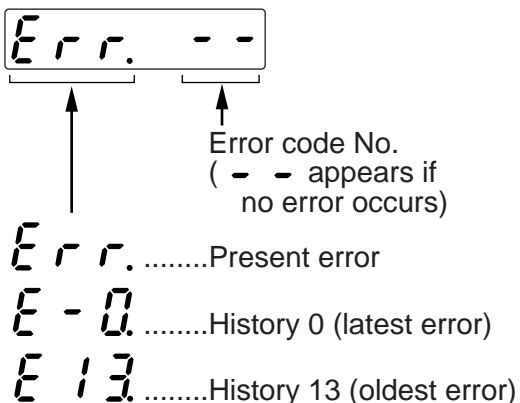 Err. --
Error code No.
( - - appears if
no error occurs)
Err. ........Present error
E-0. ........History 0 (latest error)
E13. ........History 13 (oldest error)